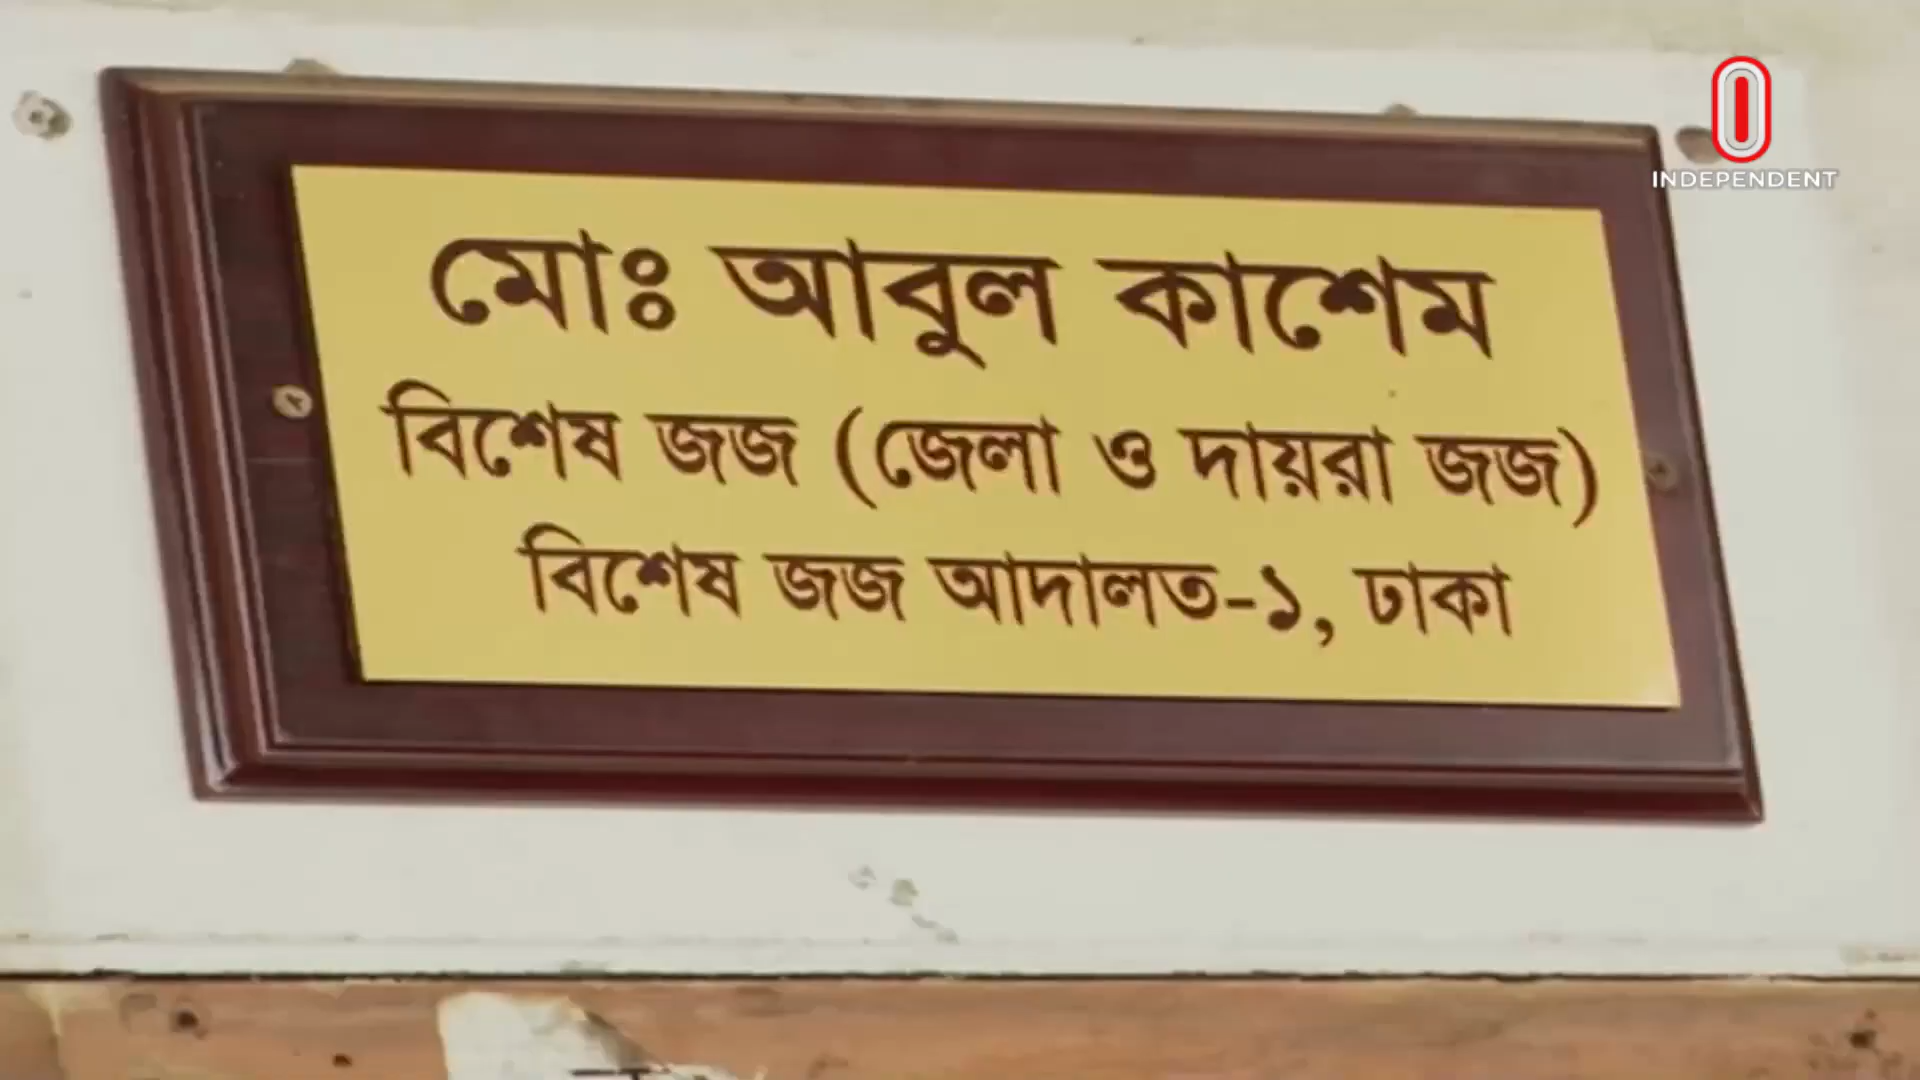 মোঃ আবুল কাশেম
বিশেষ জজ (জেলা ও দায়রা জজ)
বিশেষ জজ আদালত-১, ঢাকা
INDEPENDENT